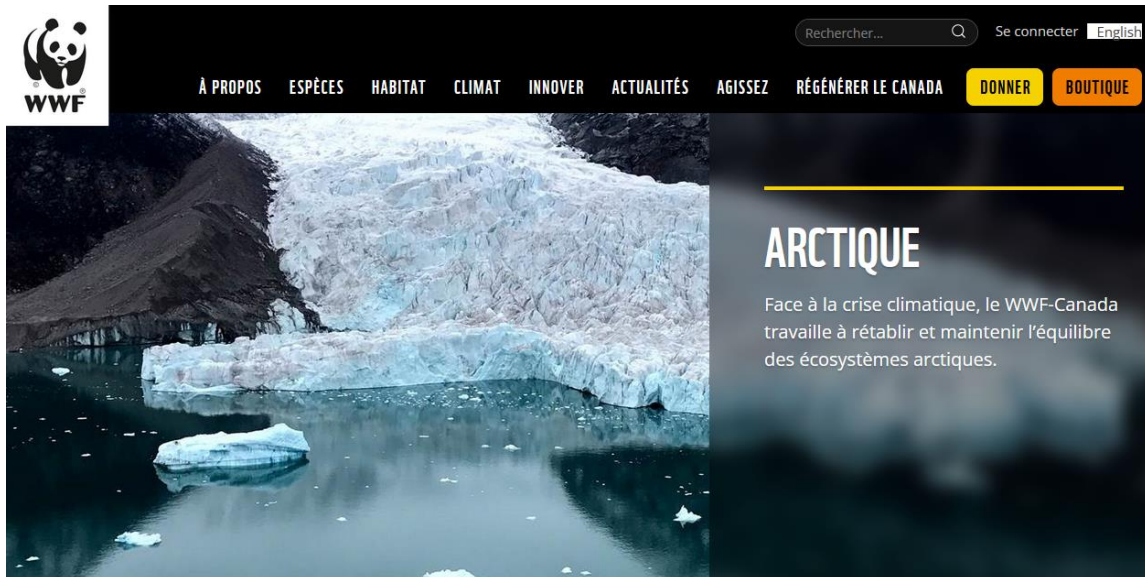 WWF
Rechercher...
Se connecter
English
À PROPOS ESPÈCES HABITAT CLIMAT INNOVER ACTUALITÉS AGISSEZ RÉGÉNÉRER LE CANADA DONNER BOUTIQUE
ARCTIQUE
Face à la crise climatique, le WWF-Canada
travaille à rétablir et maintenir l’équilibre
des écosystèmes arctiques.